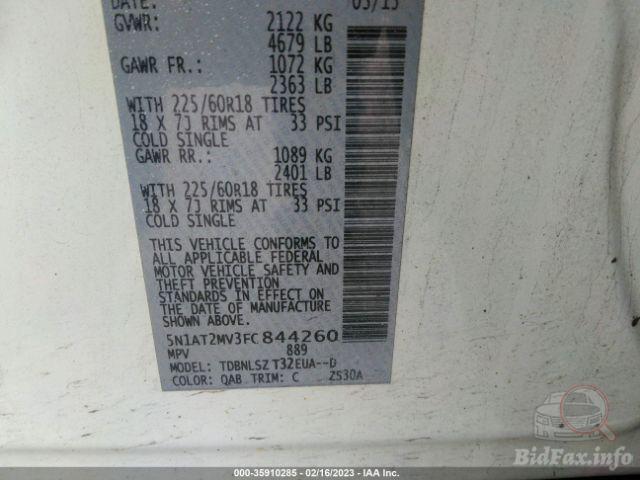 DATE: 05/15
GVWR: 2122 KG
4679 LB
GAWR FR.: 1072 KG
2363 LB
WITH 225/60R18 TIRES
18 X 7J RIMS AT 33 PSI
COLD SINGLE
GAWR RR.: 1089 KG
2401 LB
WITH 225/60R18 TIRES
18 X 7J RIMS AT 33 PSI
COLD SINGLE
THIS VEHICLE CONFORMS TO
ALL APPLICABLE FEDERAL
MOTOR VEHICLE SAFETY AND
THEFT PREVENTION
STANDARDS IN EFFECT ON
THE DATE OF MANUFACTURE
SHOWN ABOVE.
5N1AT2MV3FC844260
MPV 889
MODEL: TDBNLSZ T32EUA--D
COLOR: QAB TRIM: C ZS30A
000-35910285 - 02/16/2023 - IAA Inc.
BidFax.info